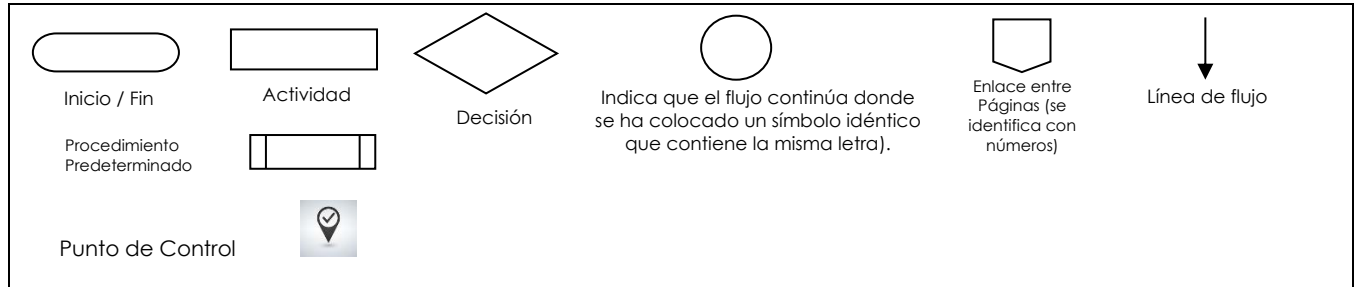 Inicio / Fin
Actividad
Decisión
Indica que el flujo continúa donde
se ha colocado un símbolo idéntico
que contiene la misma letra).
Enlace entre
Páginas (se
identifica con
números)
Línea de flujo
Procedimiento
Predeterminado
Punto de Control